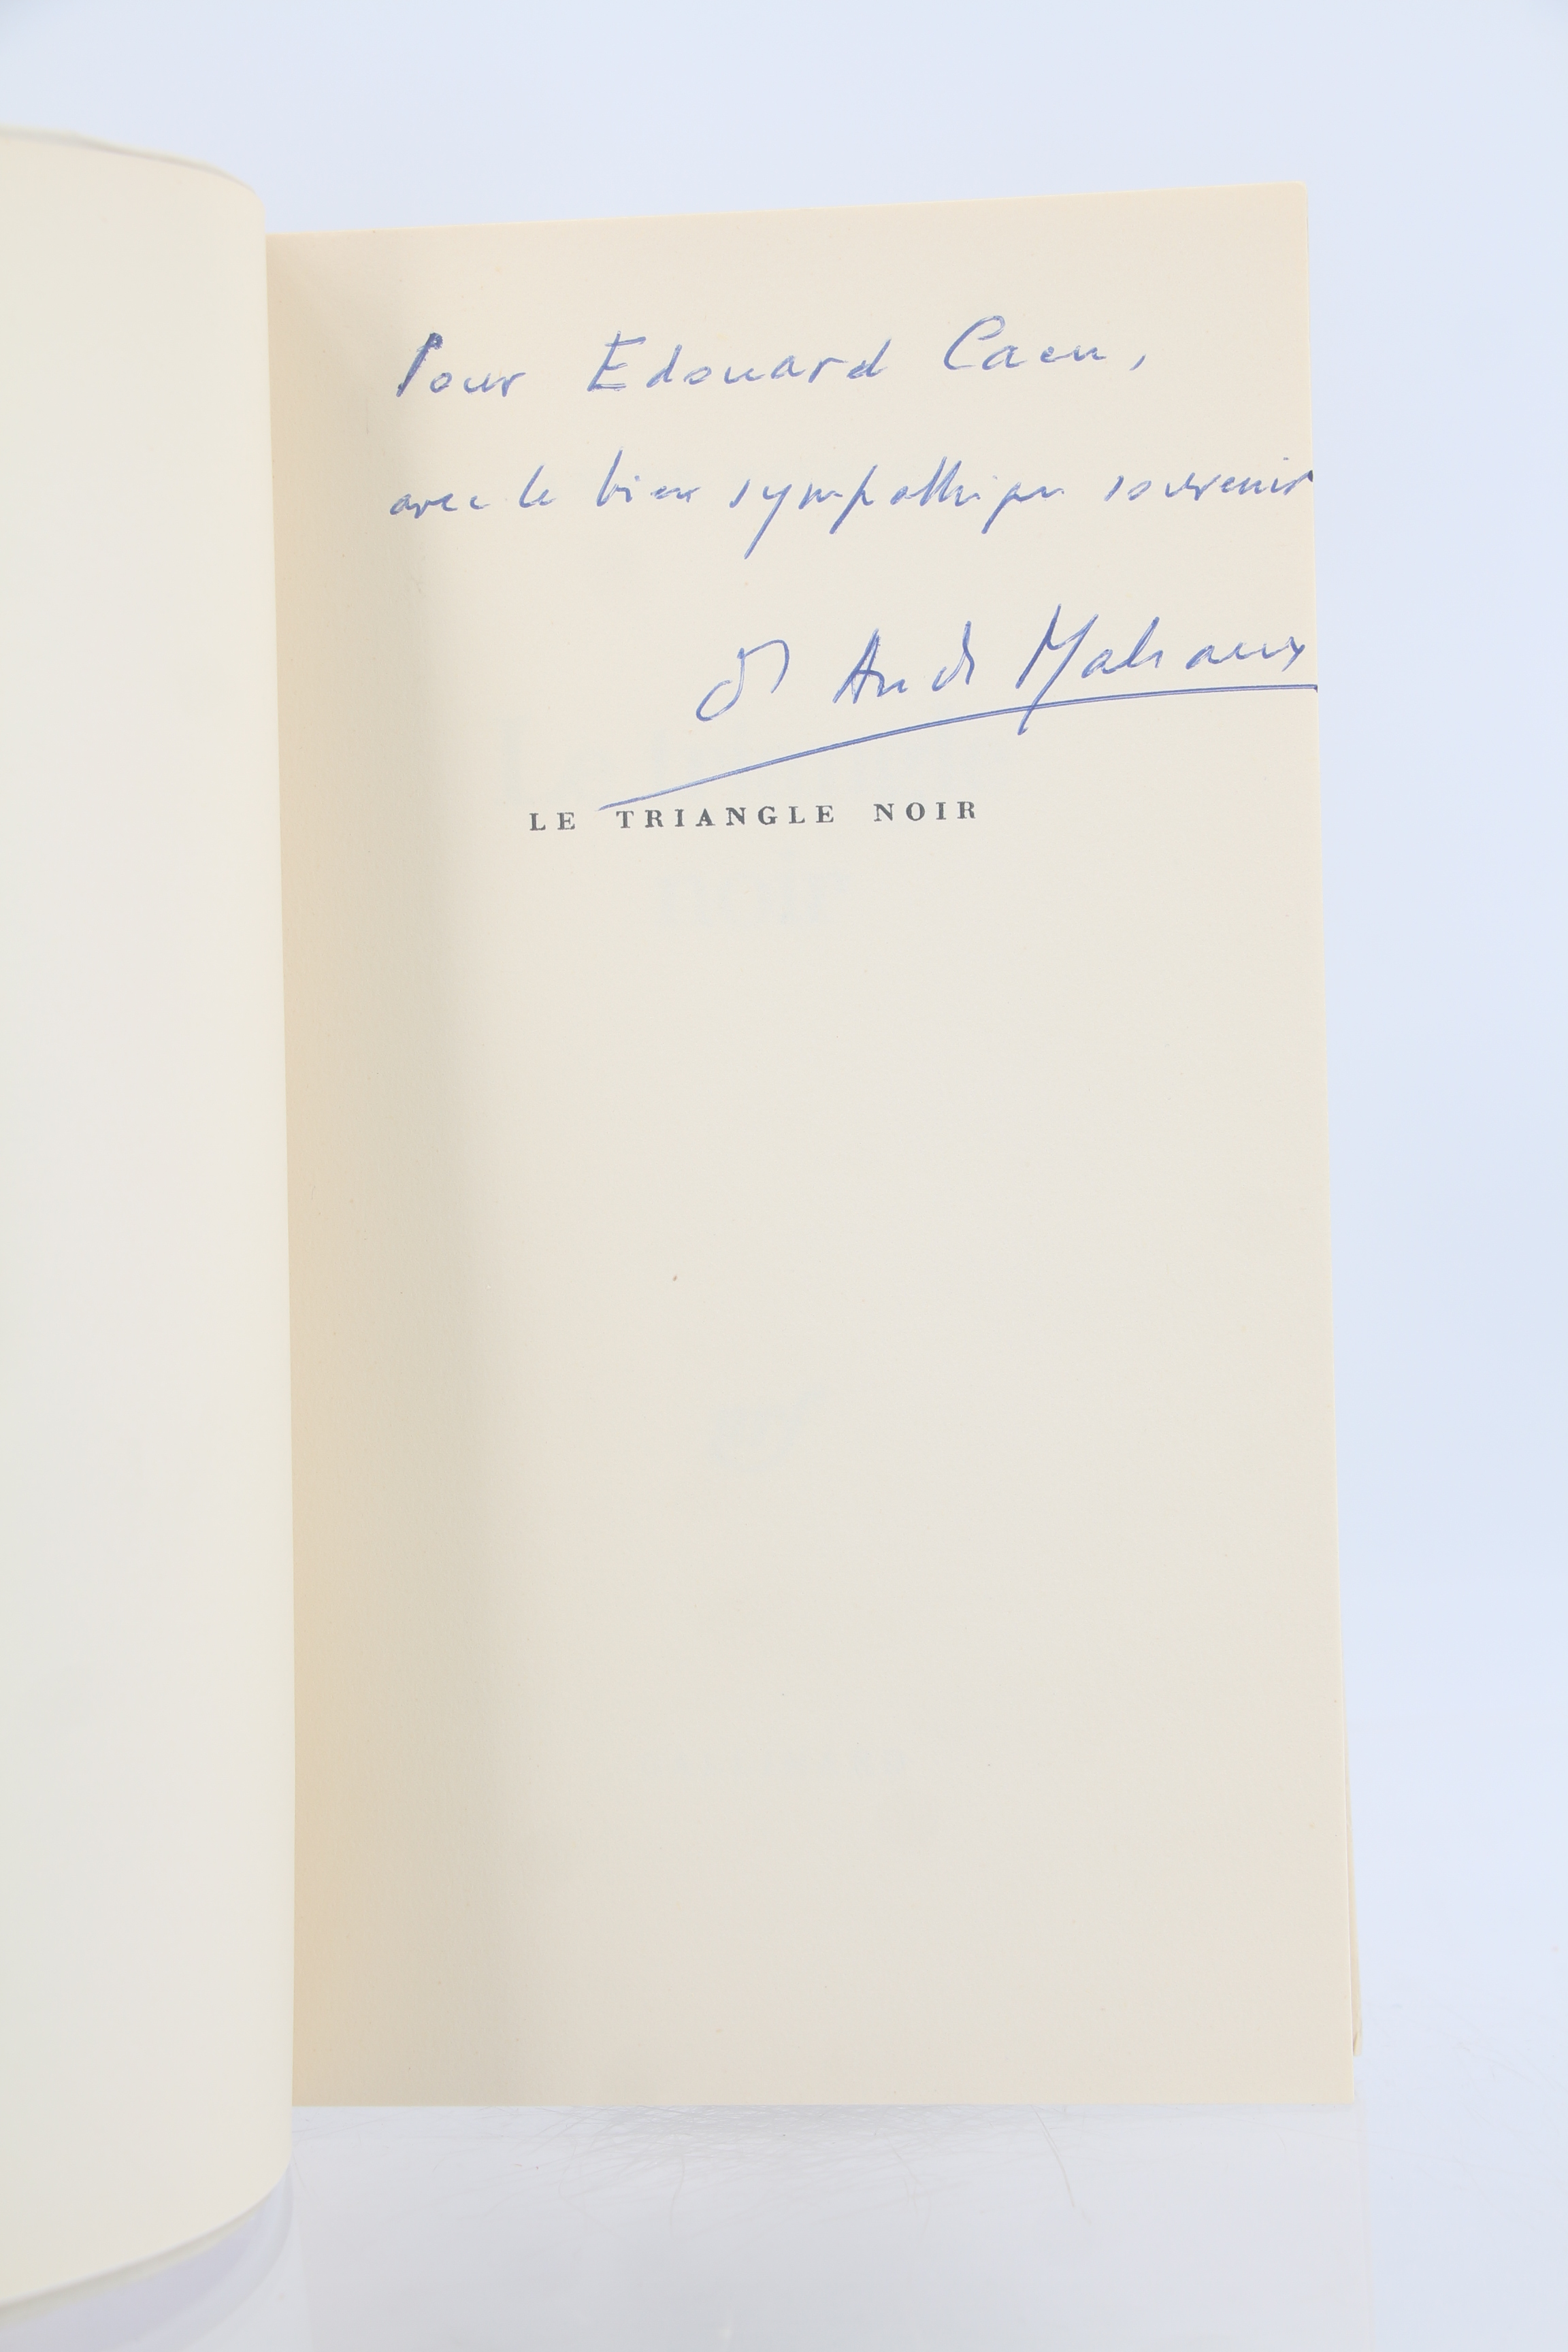 Pour Edouard Caen,
avec le bien sympathique souvenir
d'André Malraux
LE TRIANGLE NOIR